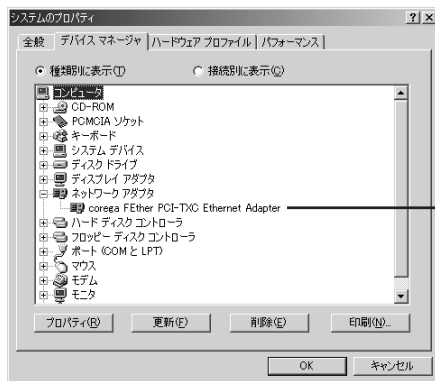 システムのプロパティ
全般 デバイス マネージャ ハードウェア プロファイル パフォーマンス
種類別に表示(T) 接続別に表示(C)
コンピュータ
CD-ROM
PCMCIA ソケット
キーボード
システム デバイス
ディスク ドライブ
ディスプレイ アダプタ
ネットワーク アダプタ
corega FEther PCI-TXC Ethernet Adapter
ハード ディスク コントローラ
フロッピー ディスク コントローラ
ポート (COM と LPT)
マウス
モデム
モニタ
プロパティ(R) 更新(F) 削除(E) 印刷(N)...
OK キャンセル